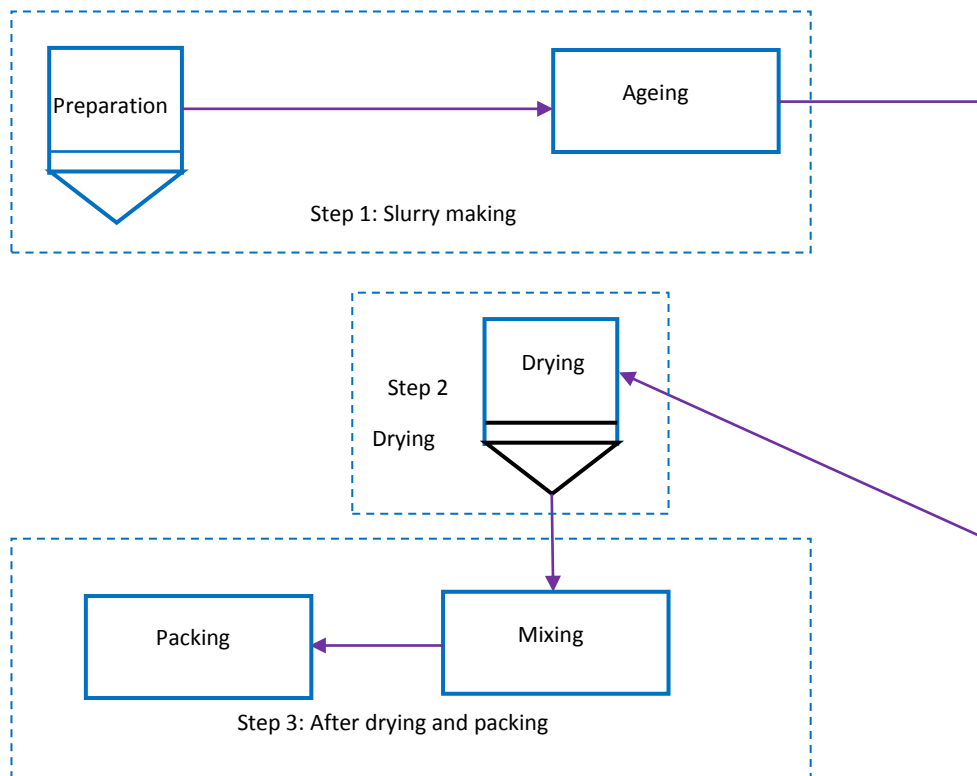 Preparation
Ageing
Step 1: Slurry making
Drying
Step 2
Drying
Packing
Mixing
Step 3: After drying and packing